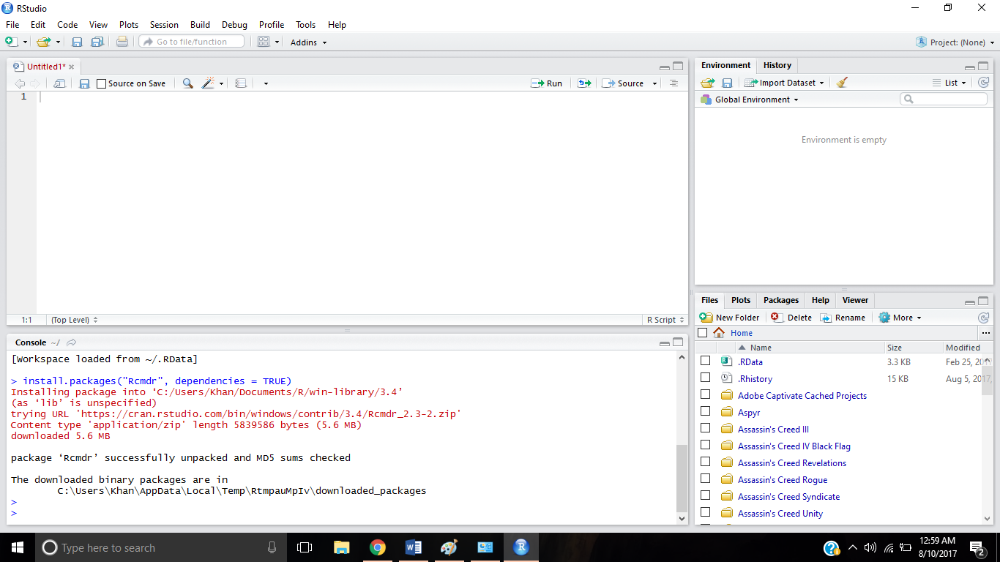 RStudio
File Edit Code View Plots Session Build Debug Profile Tools Help
Go to file/function Addins Project: (None)
Untitled1*
Source on Save Run Source
1
1:1 (Top Level) R Script
Console ~/
[Workspace loaded from ~/.RData]
> install.packages("Rcmdr", dependencies = TRUE)
Installing package into ‘C:/Users/Khan/Documents/R/win-library/3.4’
(as ‘lib’ is unspecified)
trying URL 'https://cran.rstudio.com/bin/windows/contrib/3.4/Rcmdr_2.3-2.zip'
Content type 'application/zip' length 5839586 bytes (5.6 MB)
downloaded 5.6 MB
package ‘Rcmdr’ successfully unpacked and MD5 sums checked
The downloaded binary packages are in
C:\Users\Khan\AppData\Local\Temp\RtmpauMpIv\downloaded_packages
>
>
Environment History
Import Dataset List
Global Environment
Environment is empty
Files Plots Packages Help Viewer
New Folder Delete Rename More
Home ...
Name Size Modified
.RData 3.3 KB Feb 25, 2017
.Rhistory 15 KB Aug 5, 2017,
Adobe Captivate Cached Projects
Aspyr
Assassin's Creed III
Assassin's Creed IV Black Flag
Assassin's Creed Revelations
Assassin's Creed Rogue
Assassin's Creed Syndicate
Assassin's Creed Unity
Type here to search
12:59 AM
8/10/2017
2